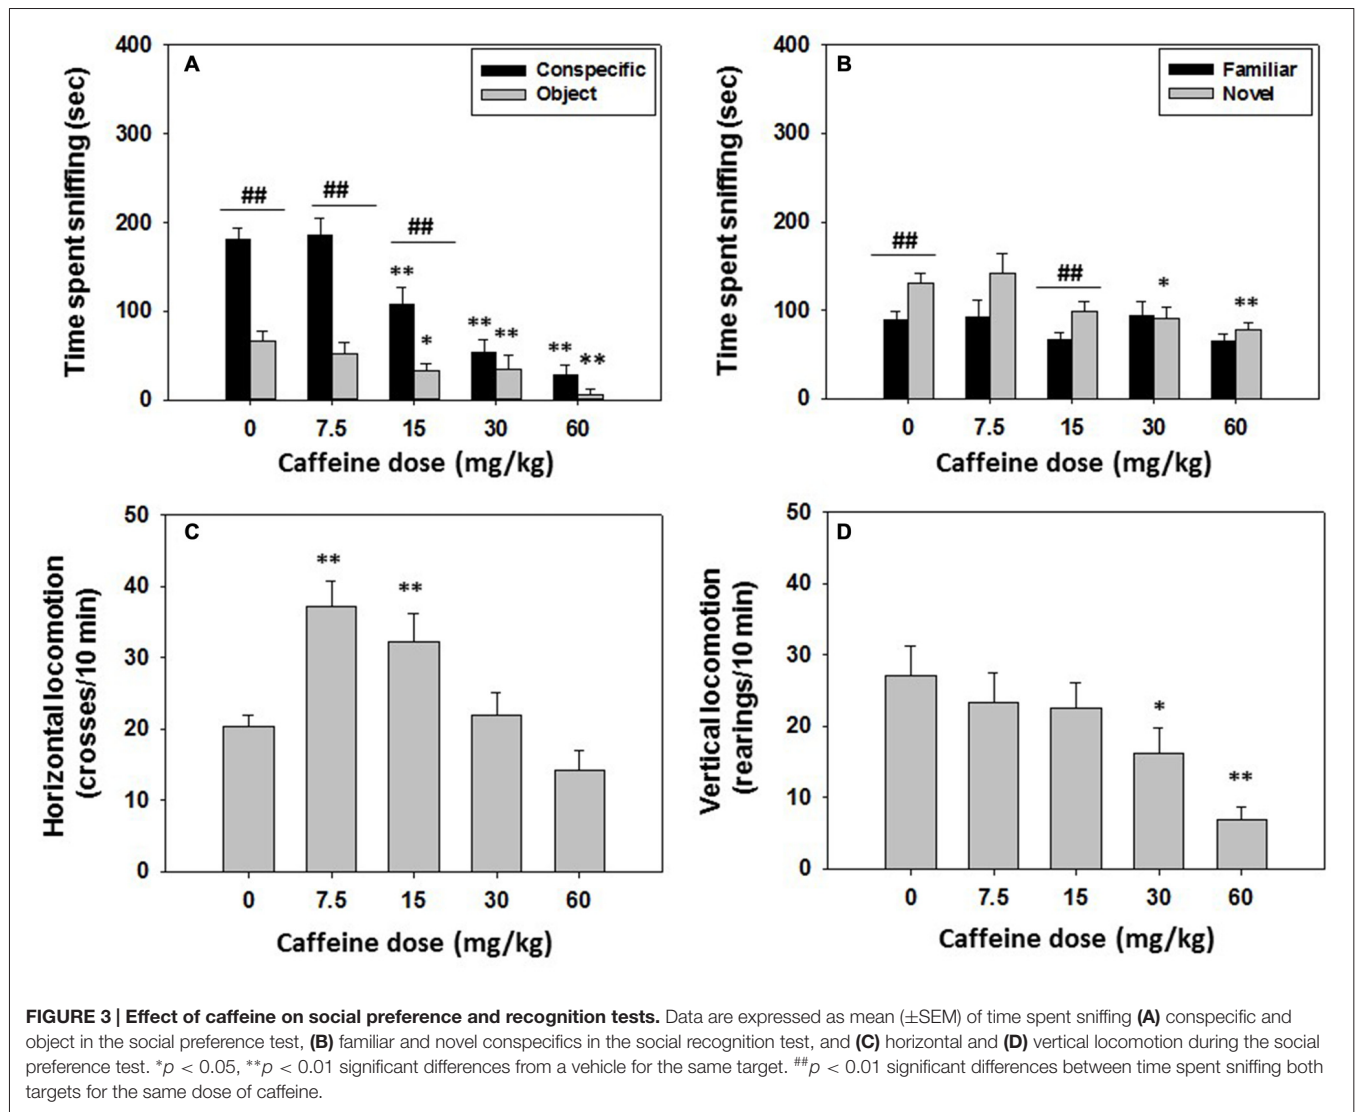 A
Conspecific
Object
Time spent sniffing (sec)
400
300
200
100
0
##
##
##
**
*
**
**
**
**
0 7.5 15 30 60
Caffeine dose (mg/kg)
B
Familiar
Novel
Time spent sniffing (sec)
400
300
200
100
0
##
##
*
**
0 7.5 15 30 60
Caffeine dose (mg/kg)
C
Horizontal locomotion
(crosses/10 min)
50
40
30
20
10
0
**
**
0 7.5 15 30 60
Caffeine dose (mg/kg)
D
Vertical locomotion
(rearings/10 min)
50
40
30
20
10
0
*
**
0 7.5 15 30 60
Caffeine dose (mg/kg)
FIGURE 3 | Effect of caffeine on social preference and recognition tests. Data are expressed as mean (±SEM) of time spent sniffing (A) conspecific and
object in the social preference test, (B) familiar and novel conspecifics in the social recognition test, and (C) horizontal and (D) vertical locomotion during the social
preference test. *p < 0.05, **p < 0.01 significant differences from a vehicle for the same target. ##p < 0.01 significant differences between time spent sniffing both
targets for the same dose of caffeine.